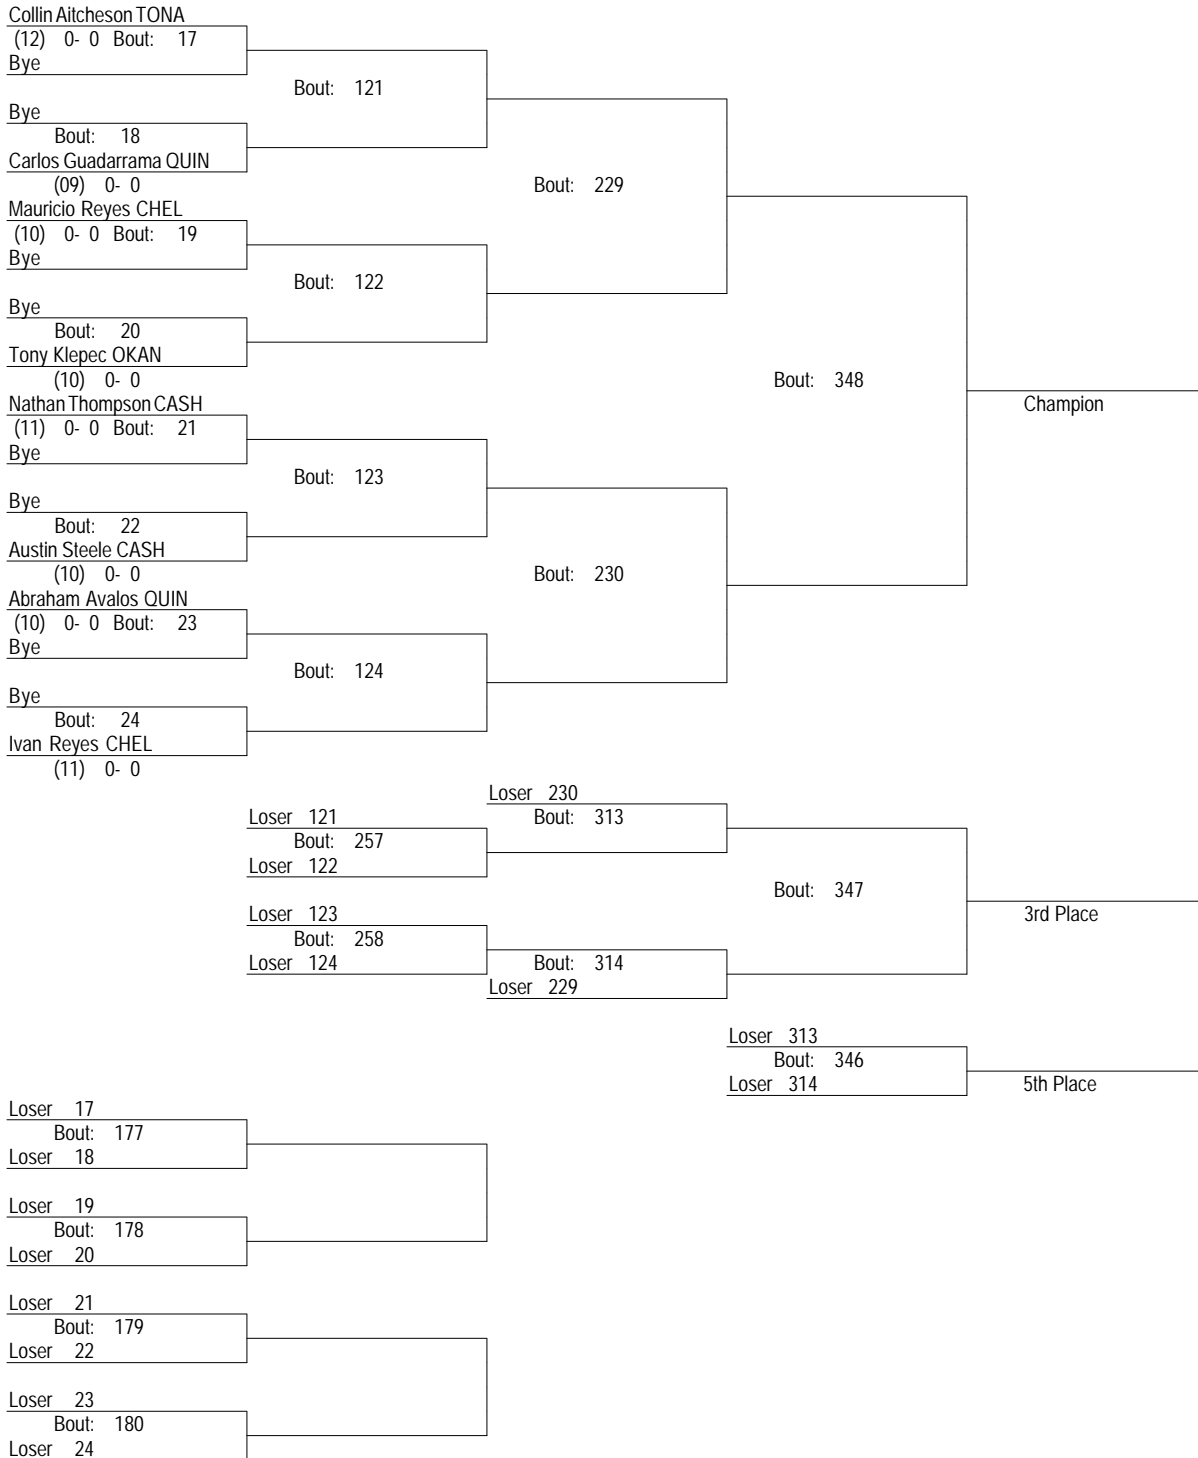 Collin Aitcheson TONA
(12) 0- 0 Bout: 17
Bye
Bout: 121
Bye
Bout: 18
Carlos Guadarrama QUIN
(09) 0- 0
Bout: 229
Mauricio Reyes CHEL
(10) 0- 0 Bout: 19
Bye
Bout: 122
Bye
Bout: 20
Tony Klepec OKAN
(10) 0- 0
Bout: 348
Nathan Thompson CASH
Champion
(11) 0- 0 Bout: 21
Bye
Bout: 123
Bye
Bout: 22
Austin Steele CASH
(10) 0- 0
Bout: 230
Abraham Avalos QUIN
(10) 0- 0 Bout: 23
Bye
Bout: 124
Bye
Bout: 24
Ivan Reyes CHEL
(11) 0- 0
Loser 230
Loser 121
Bout: 313
Bout: 257
Loser 122
Bout: 347
Loser 123
3rd Place
Bout: 258
Loser 124
Bout: 314
Loser 229
Loser 313
Bout: 346
Loser 314
5th Place
Loser 17
Bout: 177
Loser 18
Loser 19
Bout: 178
Loser 20
Loser 21
Bout: 179
Loser 22
Loser 23
Bout: 180
Loser 24